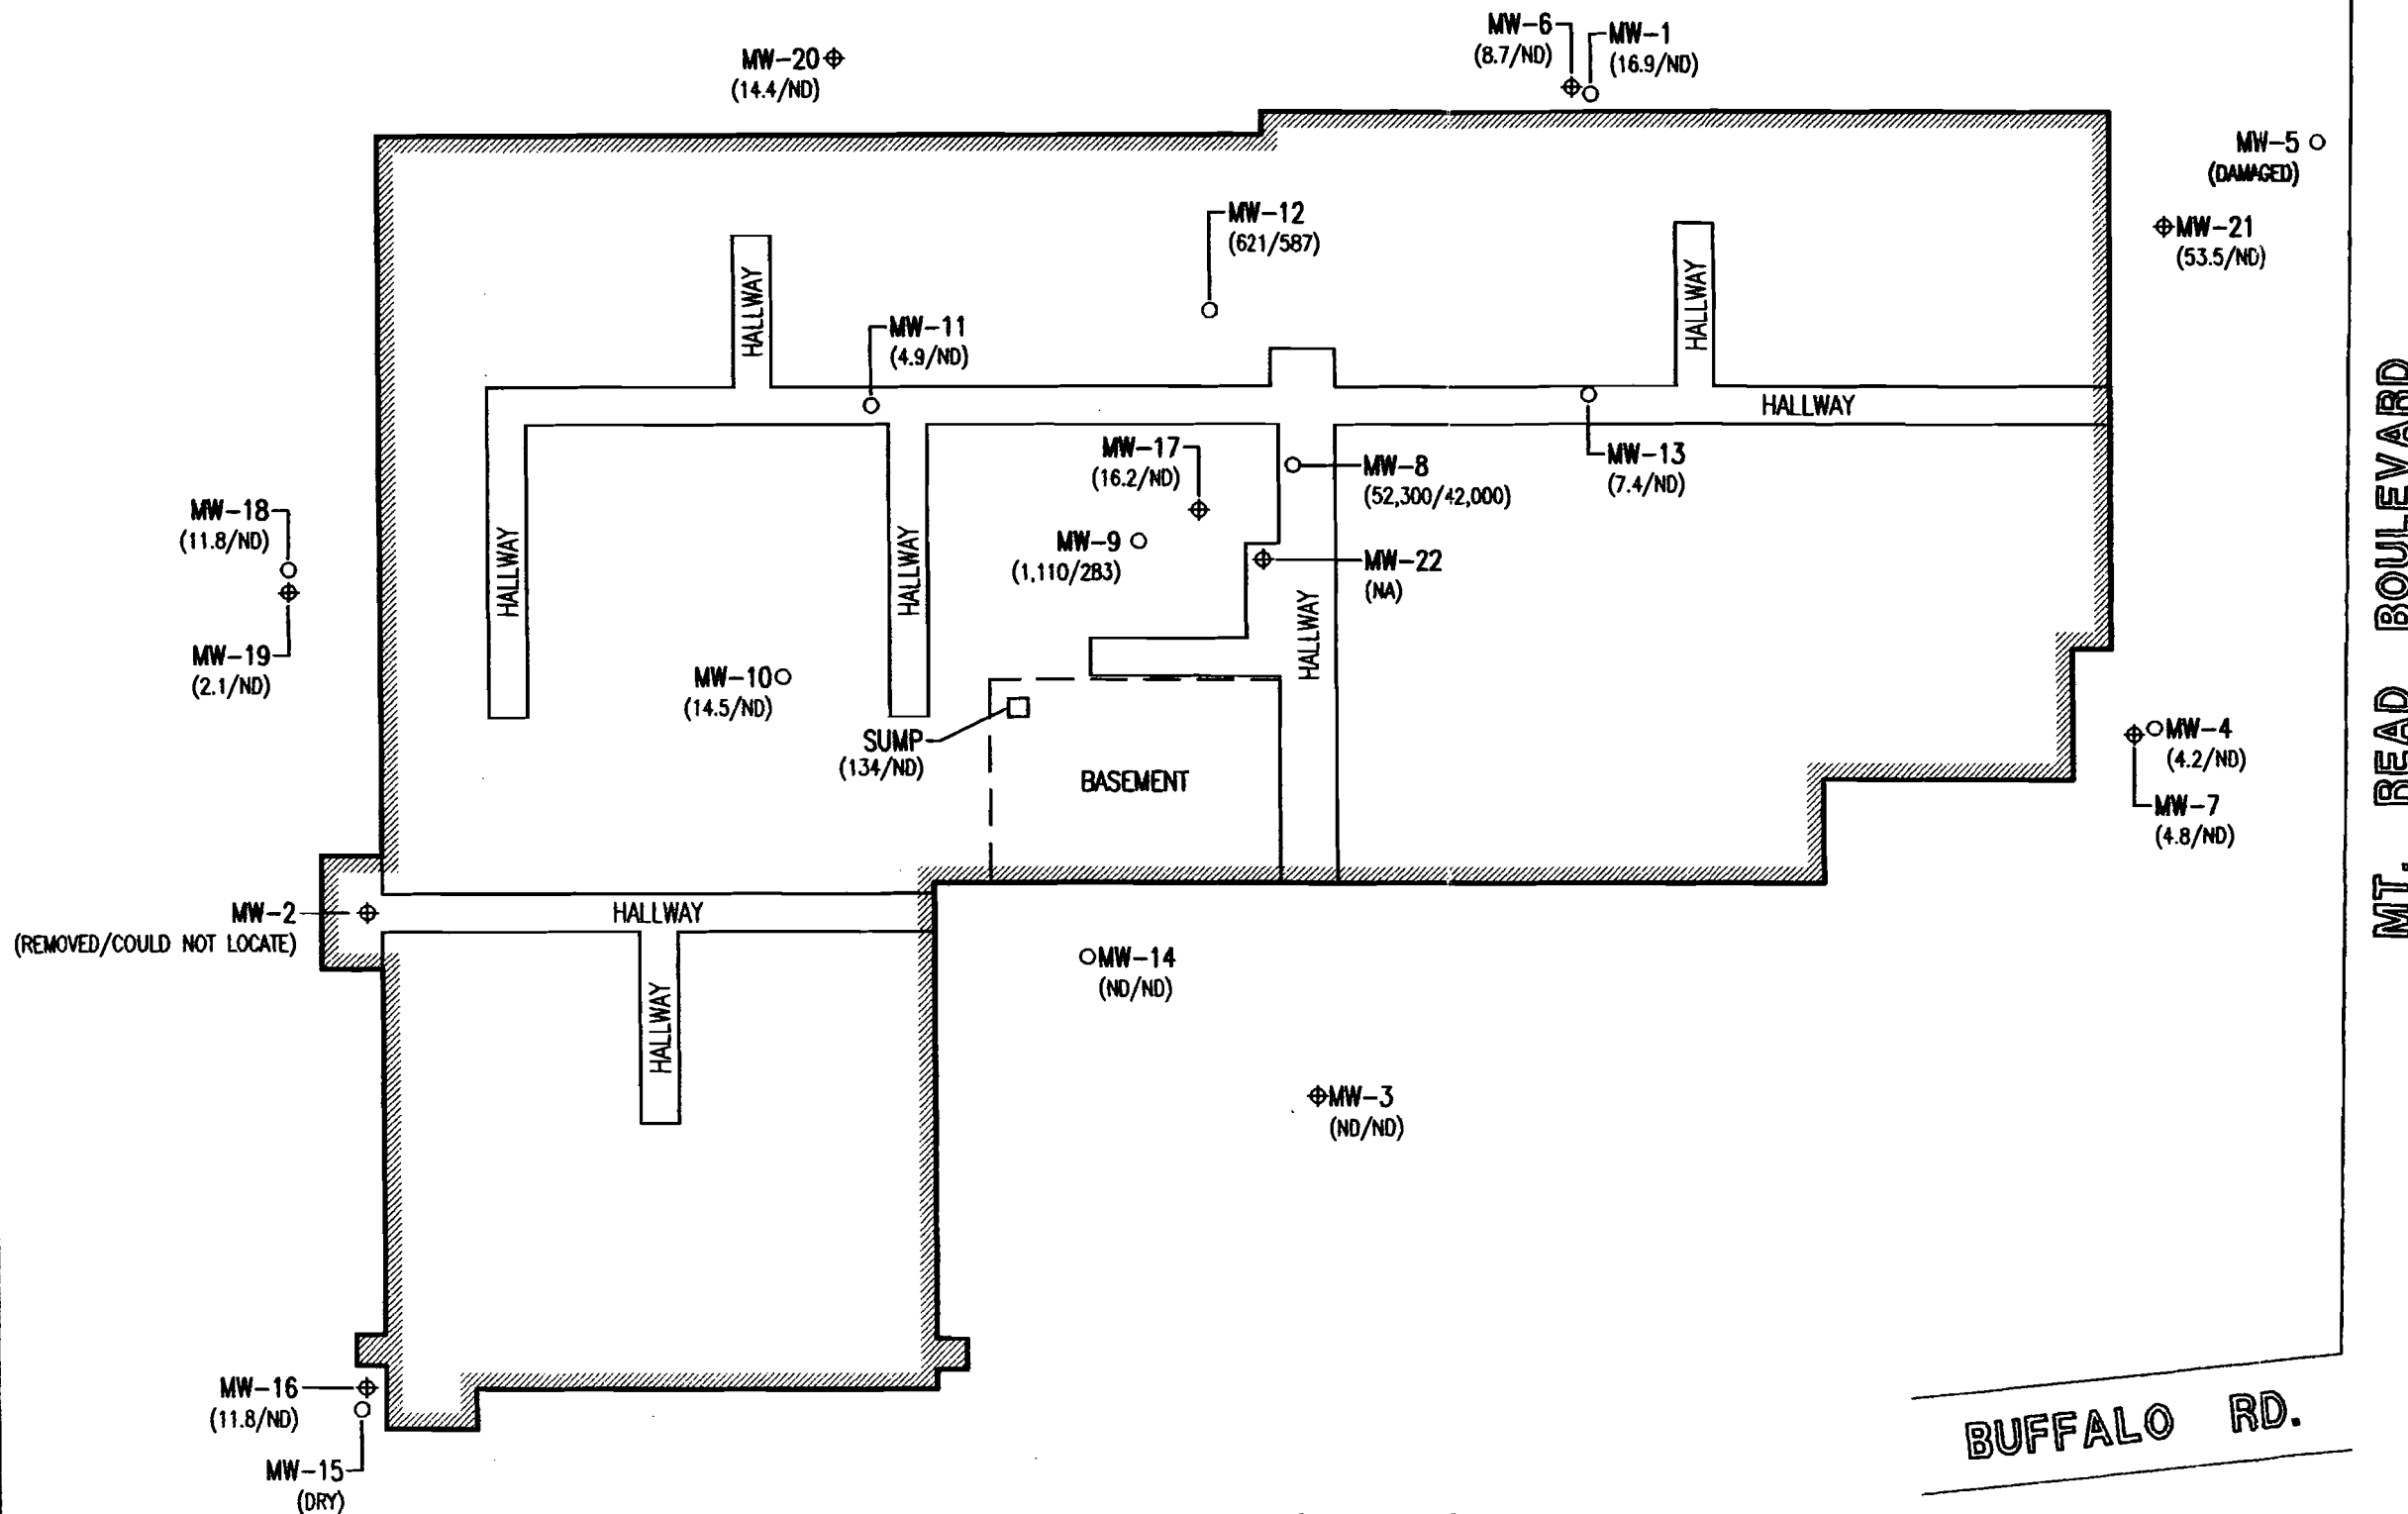 MW-6
(8.7/ND)
MW-1
(16.9/ND)
MW-20
(14.4/ND)
MW-5
(DAMAGED)
MW-12
(621/587)
MW-21
(53.5/ND)
HALLWAY
HALLWAY
MW-11
(4.9/ND)
HALLWAY
MW-17
(16.2/ND)
MW-8
(52,300/42,000)
MW-13
(7.4/ND)
MW-18
(11.8/ND)
MW-9
(1,110/283)
MW-22
(NA)
HALLWAY
HALLWAY
HALLWAY
MW-19
(2.1/ND)
MW-10
(14.5/ND)
SUMP
(134/ND)
BASEMENT
MW-4
(4.2/ND)
MW-7
(4.8/ND)
MT. READ BOULEVARD
MW-2
(REMOVED/COULD NOT LOCATE)
HALLWAY
MW-14
(ND/ND)
HALLWAY
MW-3
(ND/ND)
MW-16
(11.8/ND)
MW-15
(DRY)
BUFFALO RD.